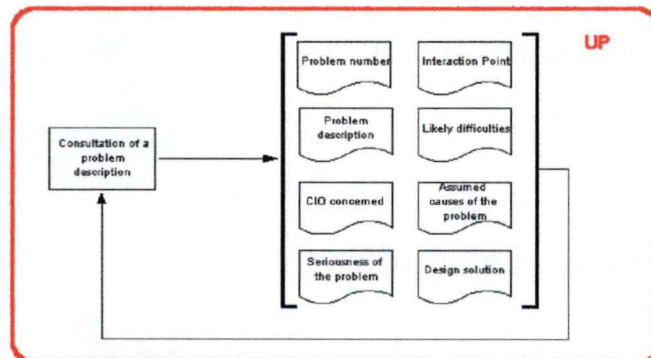 UP
Problem number
Interaction Point
Problem
description
Likely difficulties
Consultation of a
problem
description
CIO concerned
Assumed
causes of the
problem
Seriousness of
the problem
Design solution